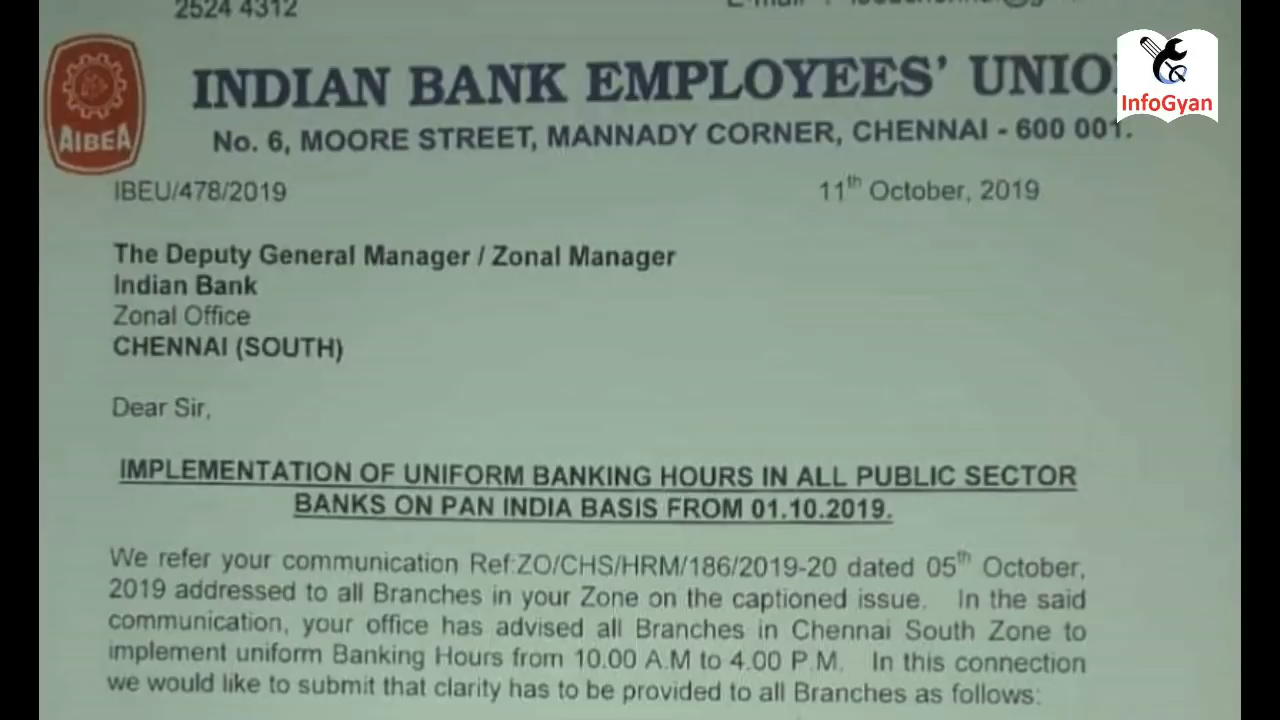 2524 4312
INDIAN BANK EMPLOYEES' UNIO
InfoGyan
AIBEA
No. 6, MOORE STREET, MANNADY CORNER, CHENNAI - 600 001.
IBEU/478/2019 11th October, 2019
The Deputy General Manager / Zonal Manager
Indian Bank
Zonal Office
CHENNAI (SOUTH)
Dear Sir,
IMPLEMENTATION OF UNIFORM BANKING HOURS IN ALL PUBLIC SECTOR
BANKS ON PAN INDIA BASIS FROM 01.10.2019.
We refer your communication Ref:ZO/CHS/HRM/186/2019-20 dated 05th October,
2019 addressed to all Branches in your Zone on the captioned issue. In the said
communication, your office has advised all Branches in Chennai South Zone to
implement uniform Banking Hours from 10.00 A.M to 4.00 P.M. In this connection
we would like to submit that clarity has to be provided to all Branches as follows: